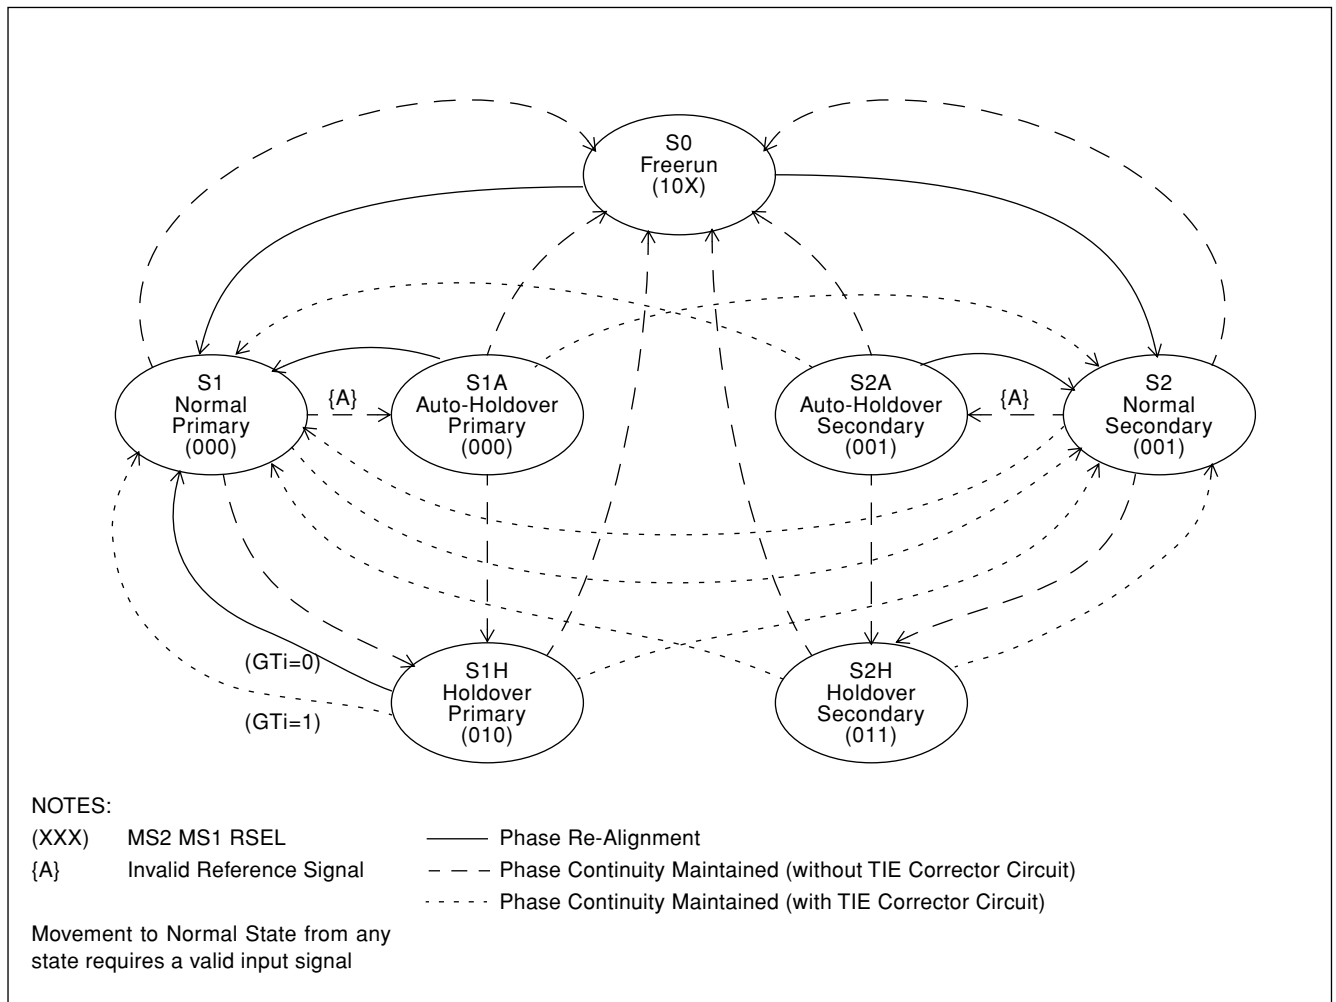 S0
Freerun
(10X)
S1
Normal
Primary
(000)
{A}
S1A
Auto-Holdover
Primary
(000)
S2A
Auto-Holdover
Secondary
(001)
{A}
S2
Normal
Secondary
(001)
(GTi=0)
(GTi=1)
S1H
Holdover
Primary
(010)
S2H
Holdover
Secondary
(011)
NOTES:
(XXX) MS2 MS1 RSEL
{A} Invalid Reference Signal
Phase Re-Alignment
Phase Continuity Maintained (without TIE Corrector Circuit)
Phase Continuity Maintained (with TIE Corrector Circuit)
Movement to Normal State from any
state requires a valid input signal